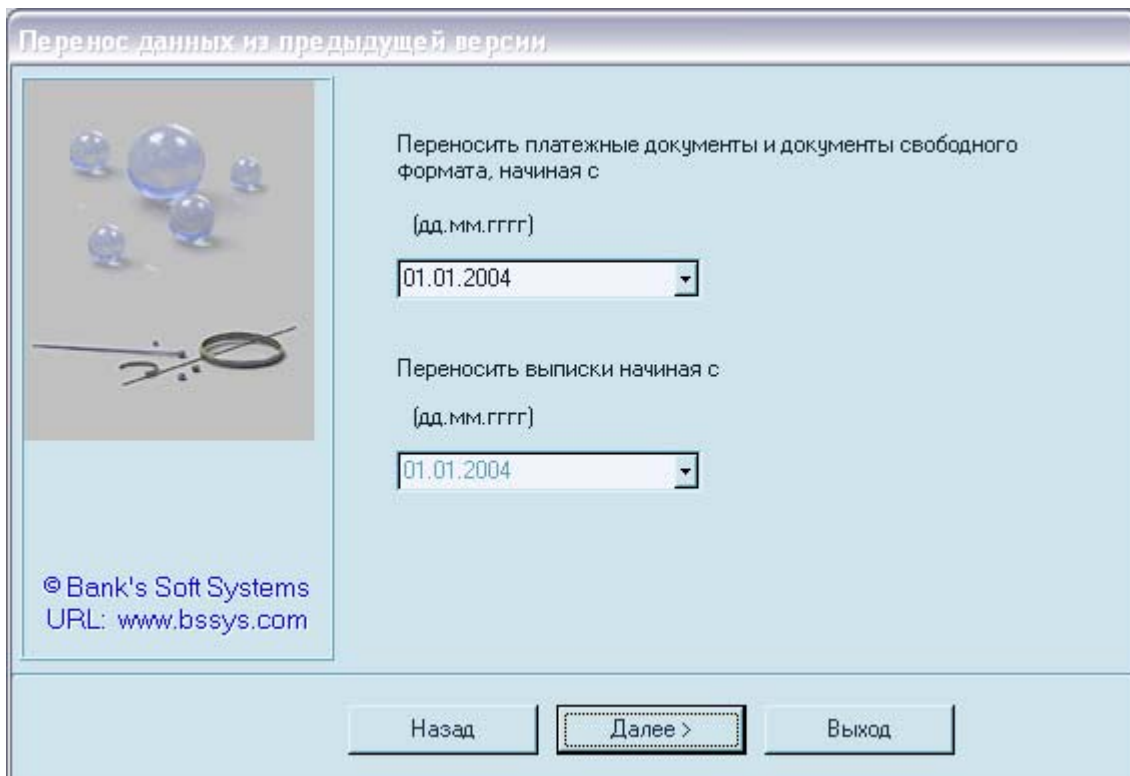 Перенос данных из предыдущей версии
Переносить платежные документы и документы свободного
формата, начиная с
(дд.мм.гггг)
01.01.2004
Переносить выписки начиная с
(дд.мм.гггг)
01.01.2004
© Bank's Soft Systems
URL: www.bssys.com
Назад
Далее >
Выход